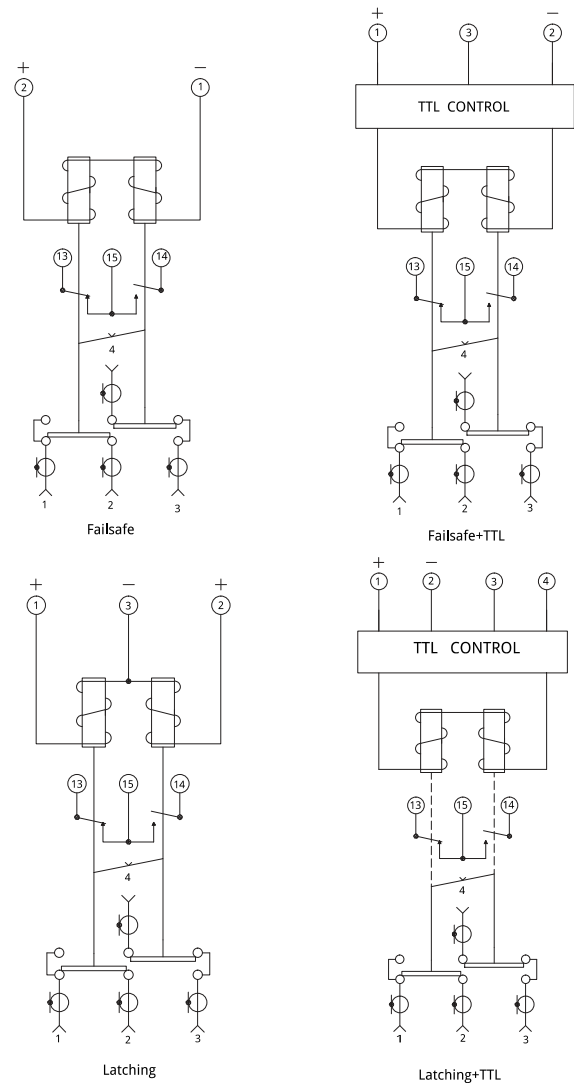 + −
2 1
13 15 14
4
1 2 3
Failsafe
+ −
1 3 2
TTL CONTROL
13 15 14
4
1 2 3
Failsafe+TTL
+ − +
1 3 2
13 15 14
4
1 2 3
Latching
+ −
1 2 3 4
TTL CONTROL
13 15 14
4
1 2 3
Latching+TTL